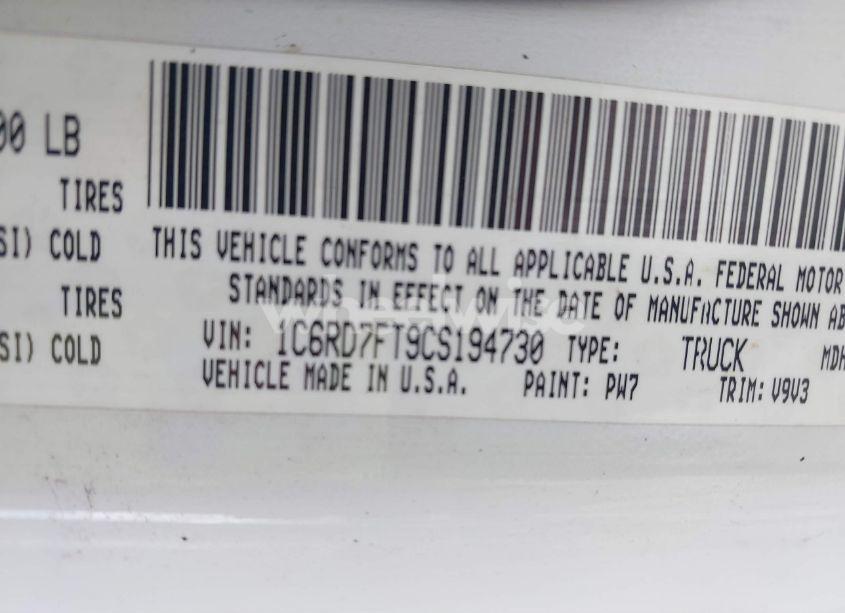 00 LB
TIRES
SI) COLD
TIRES
SI) COLD
THIS VEHICLE CONFORMS TO ALL APPLICABLE U.S.A. FEDERAL MOTOR
STANDARDS IN EFFECT ON THE DATE OF MANUFACTURE SHOWN AB
VIN: 1C6RD7FT9CS194730 TYPE: TRUCK MDH
VEHICLE MADE IN U.S.A. PAINT: PW7 TRIM: V9V3
wheelwise